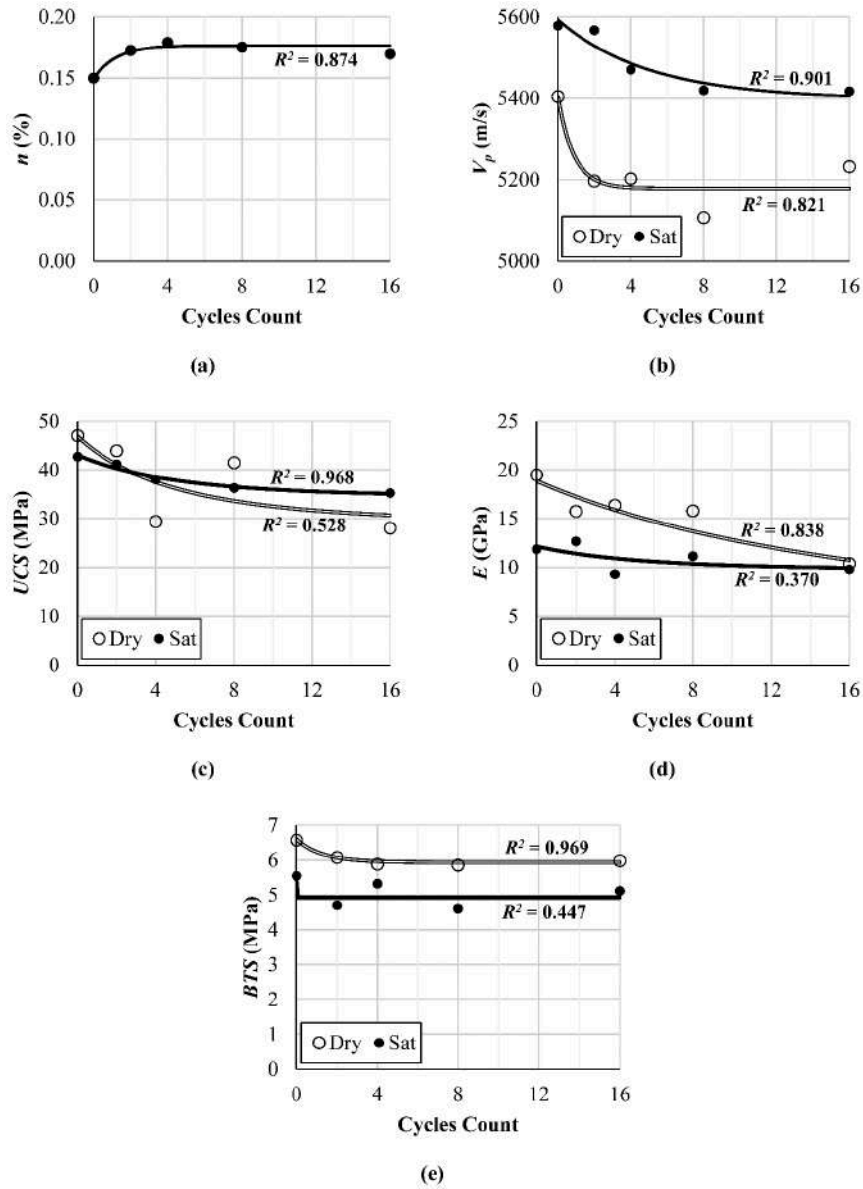 0.20
0.15
0.10
0.05
0.00
n (%)
R² = 0.874
0 4 8 12 16
Cycles Count
(a)
5600
5400
5200
5000
Vp (m/s)
R² = 0.901
R² = 0.821
Dry Sat
0 4 8 12 16
Cycles Count
(b)
50
40
30
20
10
0
UCS (MPa)
R² = 0.968
R² = 0.528
Dry Sat
0 4 8 12 16
Cycles Count
(c)
25
20
15
10
5
0
E (GPa)
R² = 0.838
R² = 0.370
Dry Sat
0 4 8 12 16
Cycles Count
(d)
7
6
5
4
3
2
1
0
BTS (MPa)
R² = 0.969
R² = 0.447
Dry Sat
0 4 8 12 16
Cycles Count
(e)